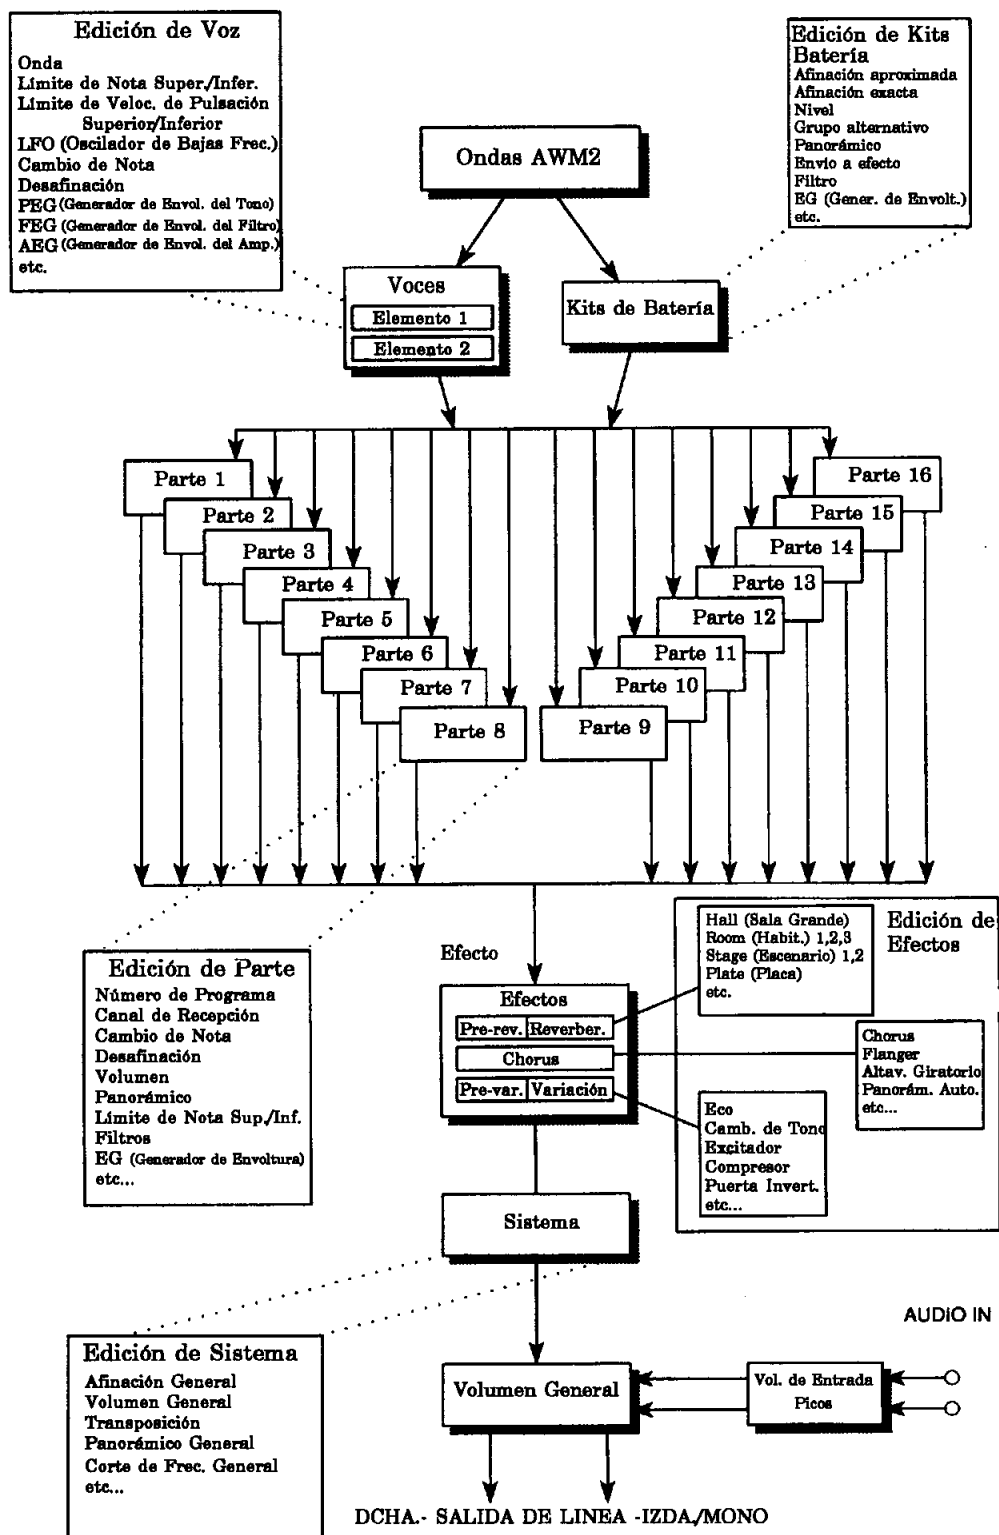 Edición de Voz
Onda
Límite de Nota Super./Infer.
Límite de Veloc. de Pulsación
Superior/Inferior
LFO (Oscilador de Bajas Frec.)
Cambio de Nota
Desafinación
PEG (Generador de Envol. del Tono)
FEG (Generador de Envol. del Filtro)
AEG (Generador de Envol. del Amp.)
etc.
Ondas AWM2
Edición de Kits
Batería
Afinación aproximada
Afinación exacta
Nivel
Grupo alternativo
Panorámico
Envio a efecto
Filtro
EG (Gener. de Envolt.)
etc.
Voces
Elemento 1
Elemento 2
Kits de Batería
Parte 1
Parte 2
Parte 3
Parte 4
Parte 5
Parte 6
Parte 7
Parte 8
Parte 9
Parte 10
Parte 11
Parte 12
Parte 13
Parte 14
Parte 15
Parte 16
Edición de Parte
Número de Programa
Canal de Recepción
Cambio de Nota
Desafinación
Volumen
Panorámico
Límite de Nota Sup./Inf.
Filtros
EG (Generador de Envoltura)
etc...
Efecto
Efectos
Pre-rev. Reverber.
Chorus
Pre-var. Variación
Edición de
Efectos
Hall (Sala Grande)
Room (Habit.) 1,2,3
Stage (Escenario) 1,2
Plate (Placa)
etc.
Chorus
Flanger
Altav. Giratorio
Panorám. Auto.
etc...
Eco
Camb. de Tono
Excitador
Compresor
Puerta Invert.
etc...
Sistema
Edición de Sistema
Afinación General
Volumen General
Transposición
Panorámico General
Corte de Frec. General
etc...
Volumen General
AUDIO IN
Vol. de Entrada
Picos
DCHA.- SALIDA DE LINEA -IZDA./MONO